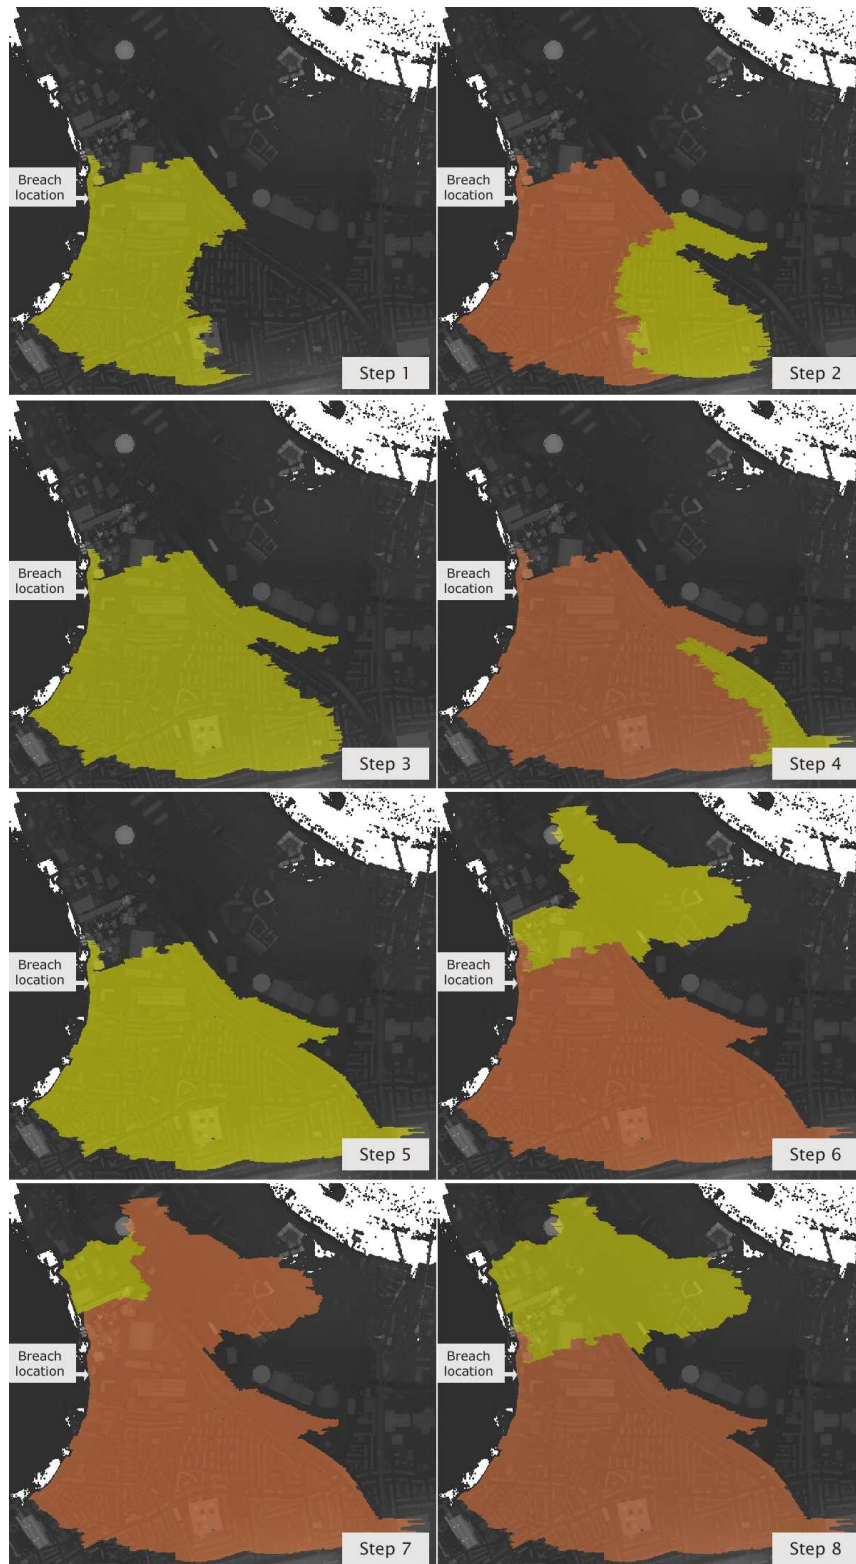 Breach
location
Step 1
Breach
location
Step 2
Breach
location
Step 3
Breach
location
Step 4
Breach
location
Step 5
Breach
location
Step 6
Breach
location
Step 7
Breach
location
Step 8